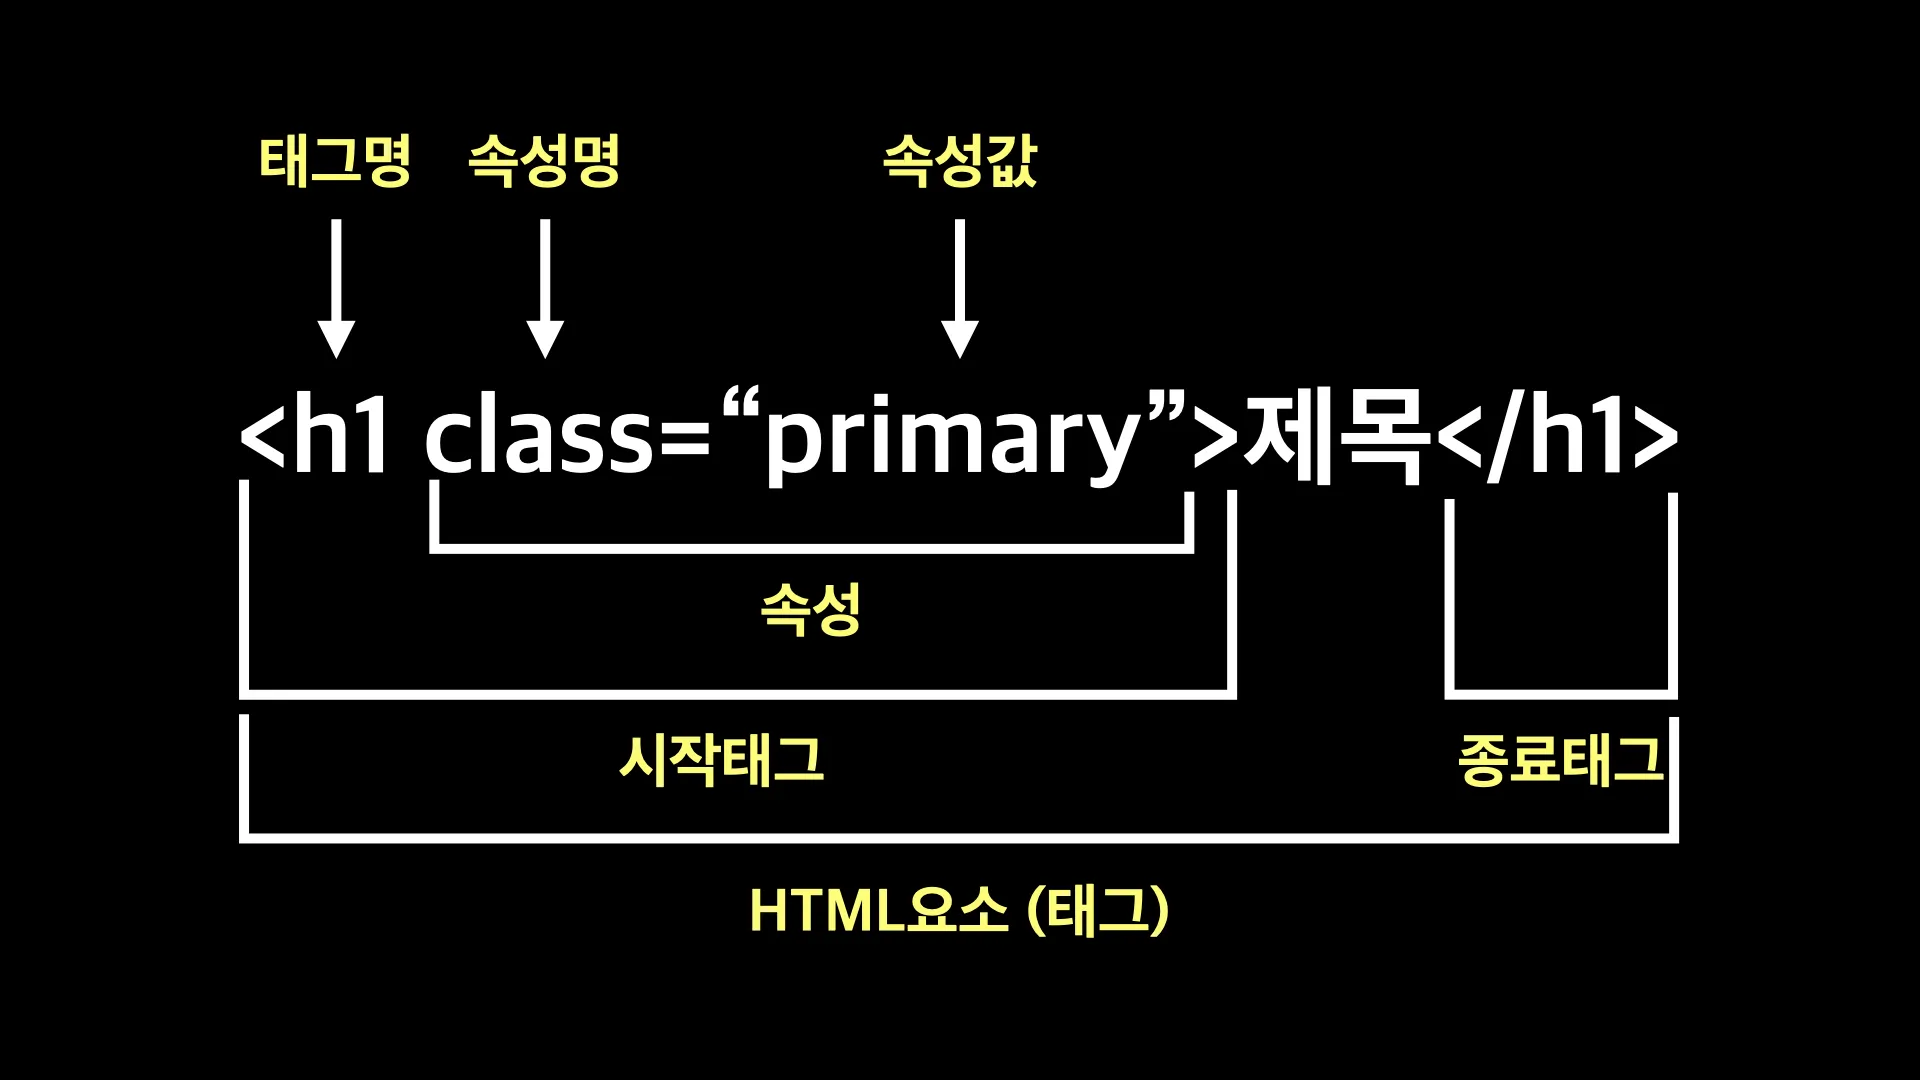 태그명 속성명 속성값
<h1 class=“primary”>제목</h1>
속성
시작태그 종료태그
HTML요소 (태그)